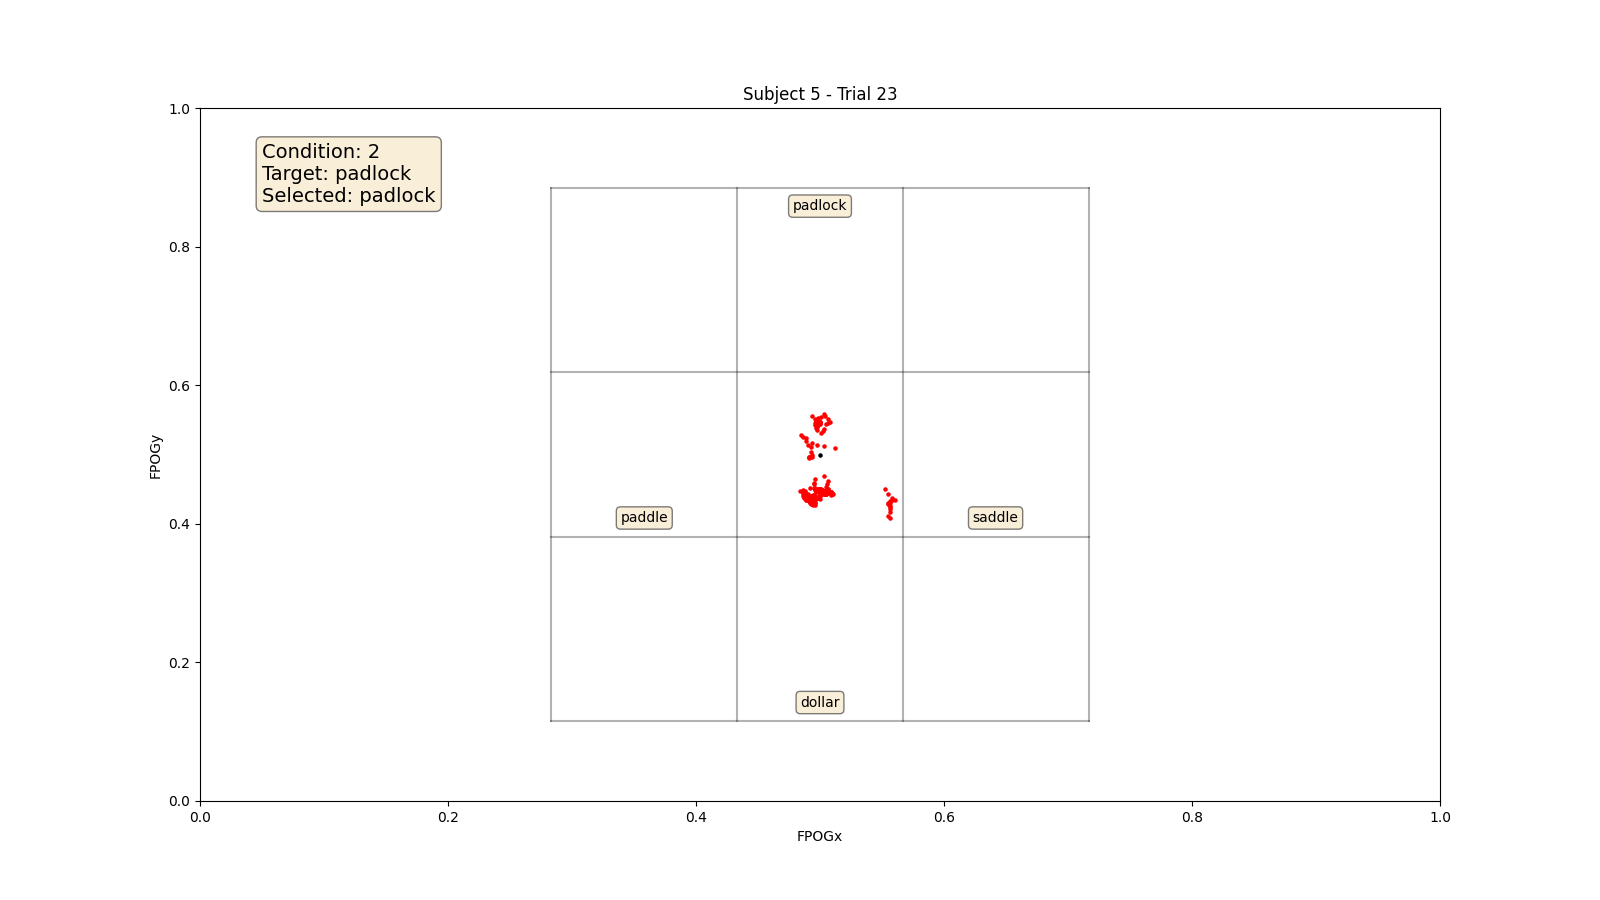 Subject 5 - Trial 23
Condition: 2
Target: padlock
Selected: padlock
padlock
paddle
saddle
dollar
1.0
0.8
0.6
0.4
0.2
0.0
FPOGy
0.0 0.2 0.4 0.6 0.8 1.0
FPOGx